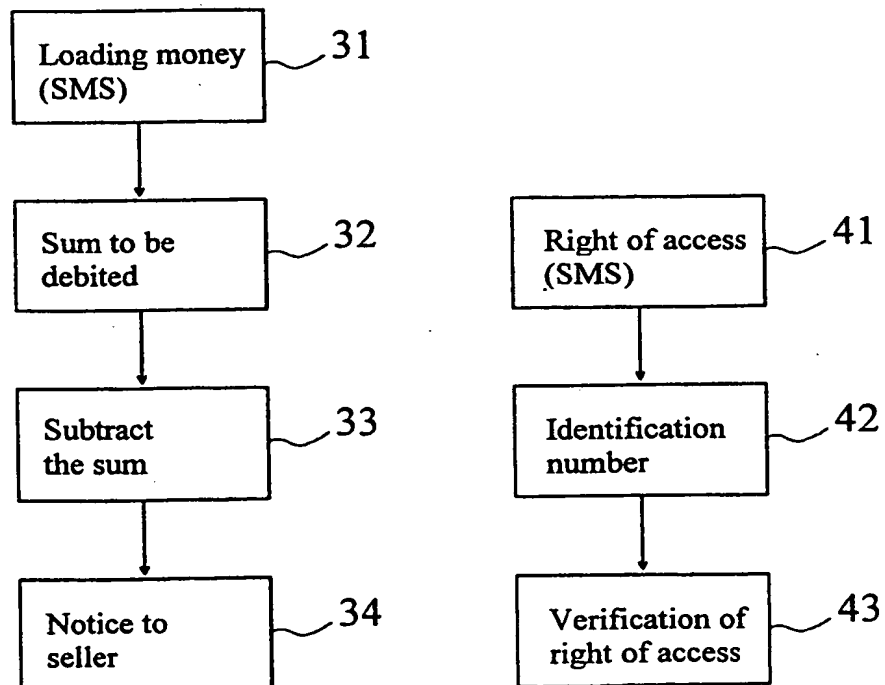 Loading money
(SMS)
31
Sum to be
debited
32
Subtract
the sum
33
Notice to
seller
34
Right of access
(SMS)
41
Identification
number
42
Verification of
right of access
43